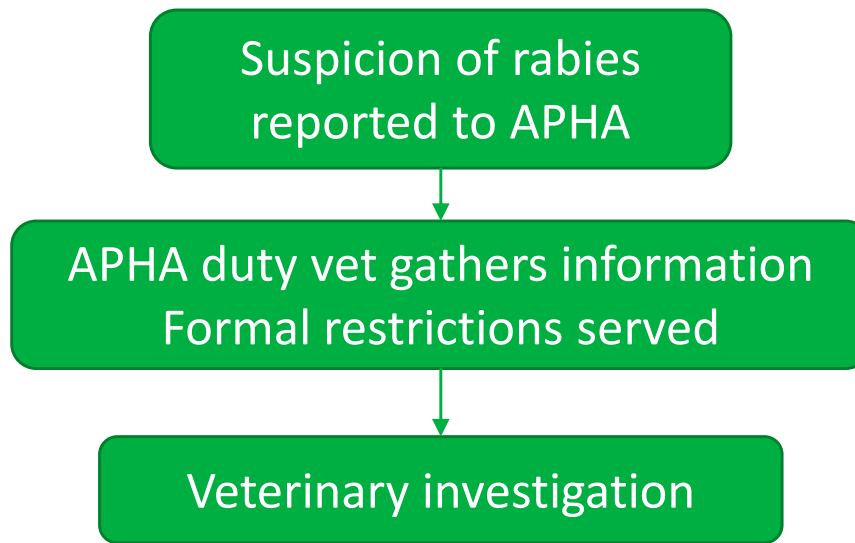 Suspicion of rabies
reported to APHA
APHA duty vet gathers information
Formal restrictions served
Veterinary investigation